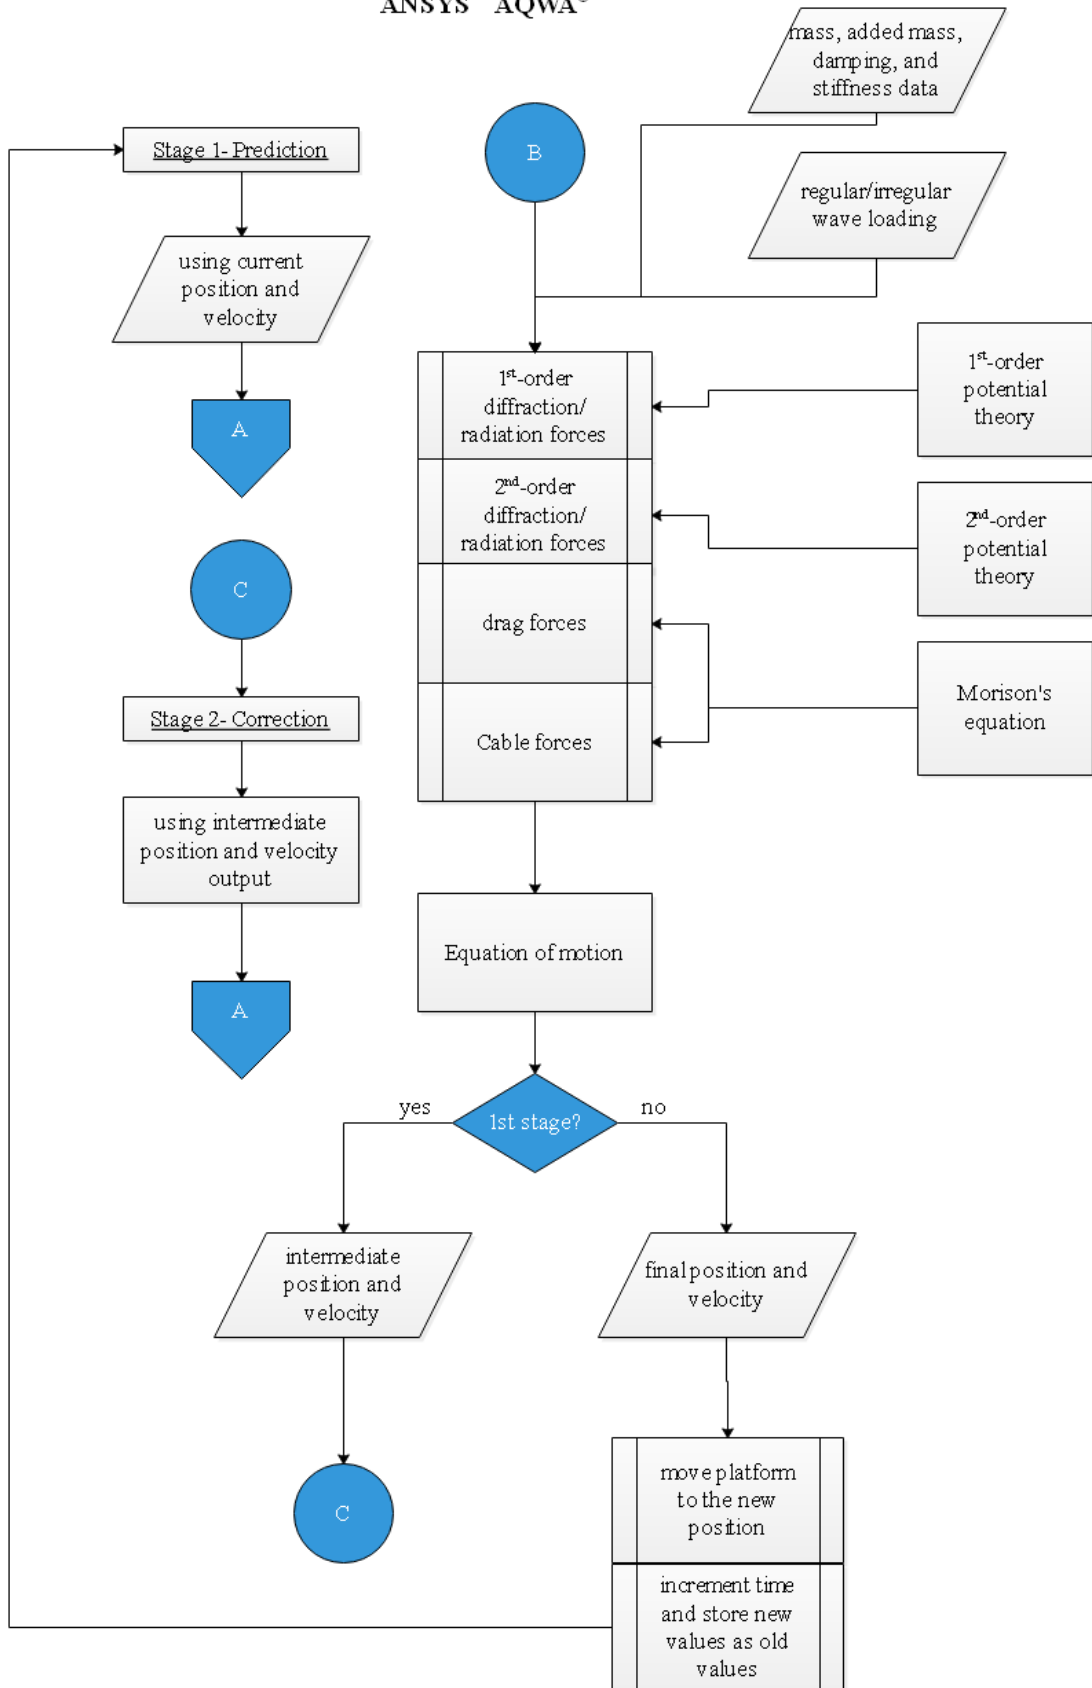 ANSYS AQWA
mass, added mass,
damping, and
stiffness data
B
Stage 1- Prediction
regular/irregular
wave loading
using current
position and
velocity
A
1st-order
diffraction/
radiation forces
1st-order
potential
theory
2nd-order
diffraction/
radiation forces
2nd-order
potential
theory
C
drag forces
Morison's
equation
Stage 2- Correction
Cable forces
using intermediate
position and velocity
output
A
Equation of motion
1st stage?
yes
no
intermediate
position and
velocity
final position and
velocity
C
move platform
to the new
position
increment time
and store new
values as old
values